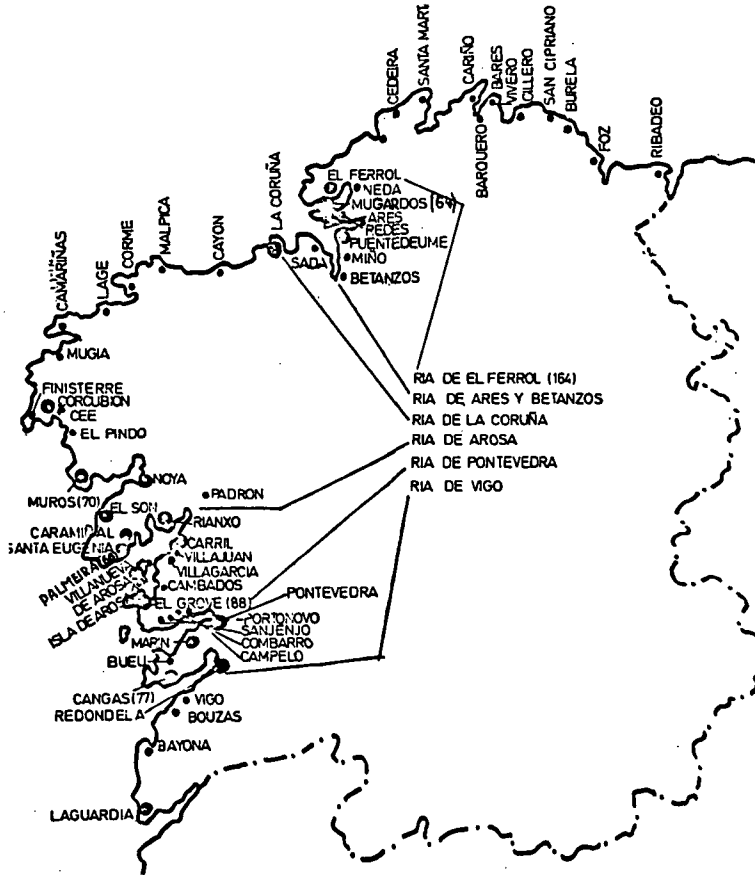 CEDEIRA
SANTA MART
CARIÑO
BARQUERO
BARES
VIVERO
CILLERO
SAN CIPRIANO
BURELA
FOZ
RIBADEO
EL FERROL
NEDA
MUGARDOS (64)
ARES
REDES
PUENTEDEUME
MIÑO
BETANZOS
SADA
LA CORUÑA
CAYON
MALPICA
CORME
LAGE
CAMARIÑAS
MUGIA
FINISTERRE
CORCUBION
CEE
EL PINDO
MUROS (70)
NOYA
EL SON
PADRON
RIANXO
CARAMIÑAL
SANTA EUGENIA
PALMEIRA
VILLANUEVA
DE AROSA
ISLA DE AROSA
CARRIL
VILLAJUAN
VILLAGARCIA
CAMBADOS
EL GROVE (88)
PONTEVEDRA
PORTONOVO
SANJENJO
COMBARRO
CAMPELO
MARIN
BUEU
CANGAS (77)
REDONDELA
VIGO
BOUZAS
BAYONA
LAGUARDIA
RIA DE EL FERROL (164)
RIA DE ARES Y BETANZOS
RIA DE LA CORUÑA
RIA DE AROSA
RIA DE PONTEVEDRA
RIA DE VIGO